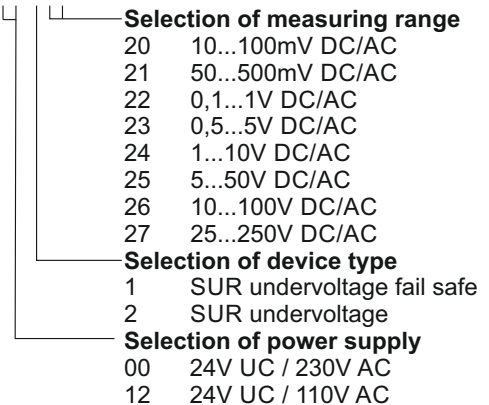 Selection of measuring range
20 10...100mV DC/AC
21 50...500mV DC/AC
22 0,1...1V DC/AC
23 0,5...5V DC/AC
24 1...10V DC/AC
25 5...50V DC/AC
26 10...100V DC/AC
27 25...250V DC/AC
Selection of device type
1 SUR undervoltage fail safe
2 SUR undervoltage
Selection of power supply
00 24V UC / 230V AC
12 24V UC / 110V AC